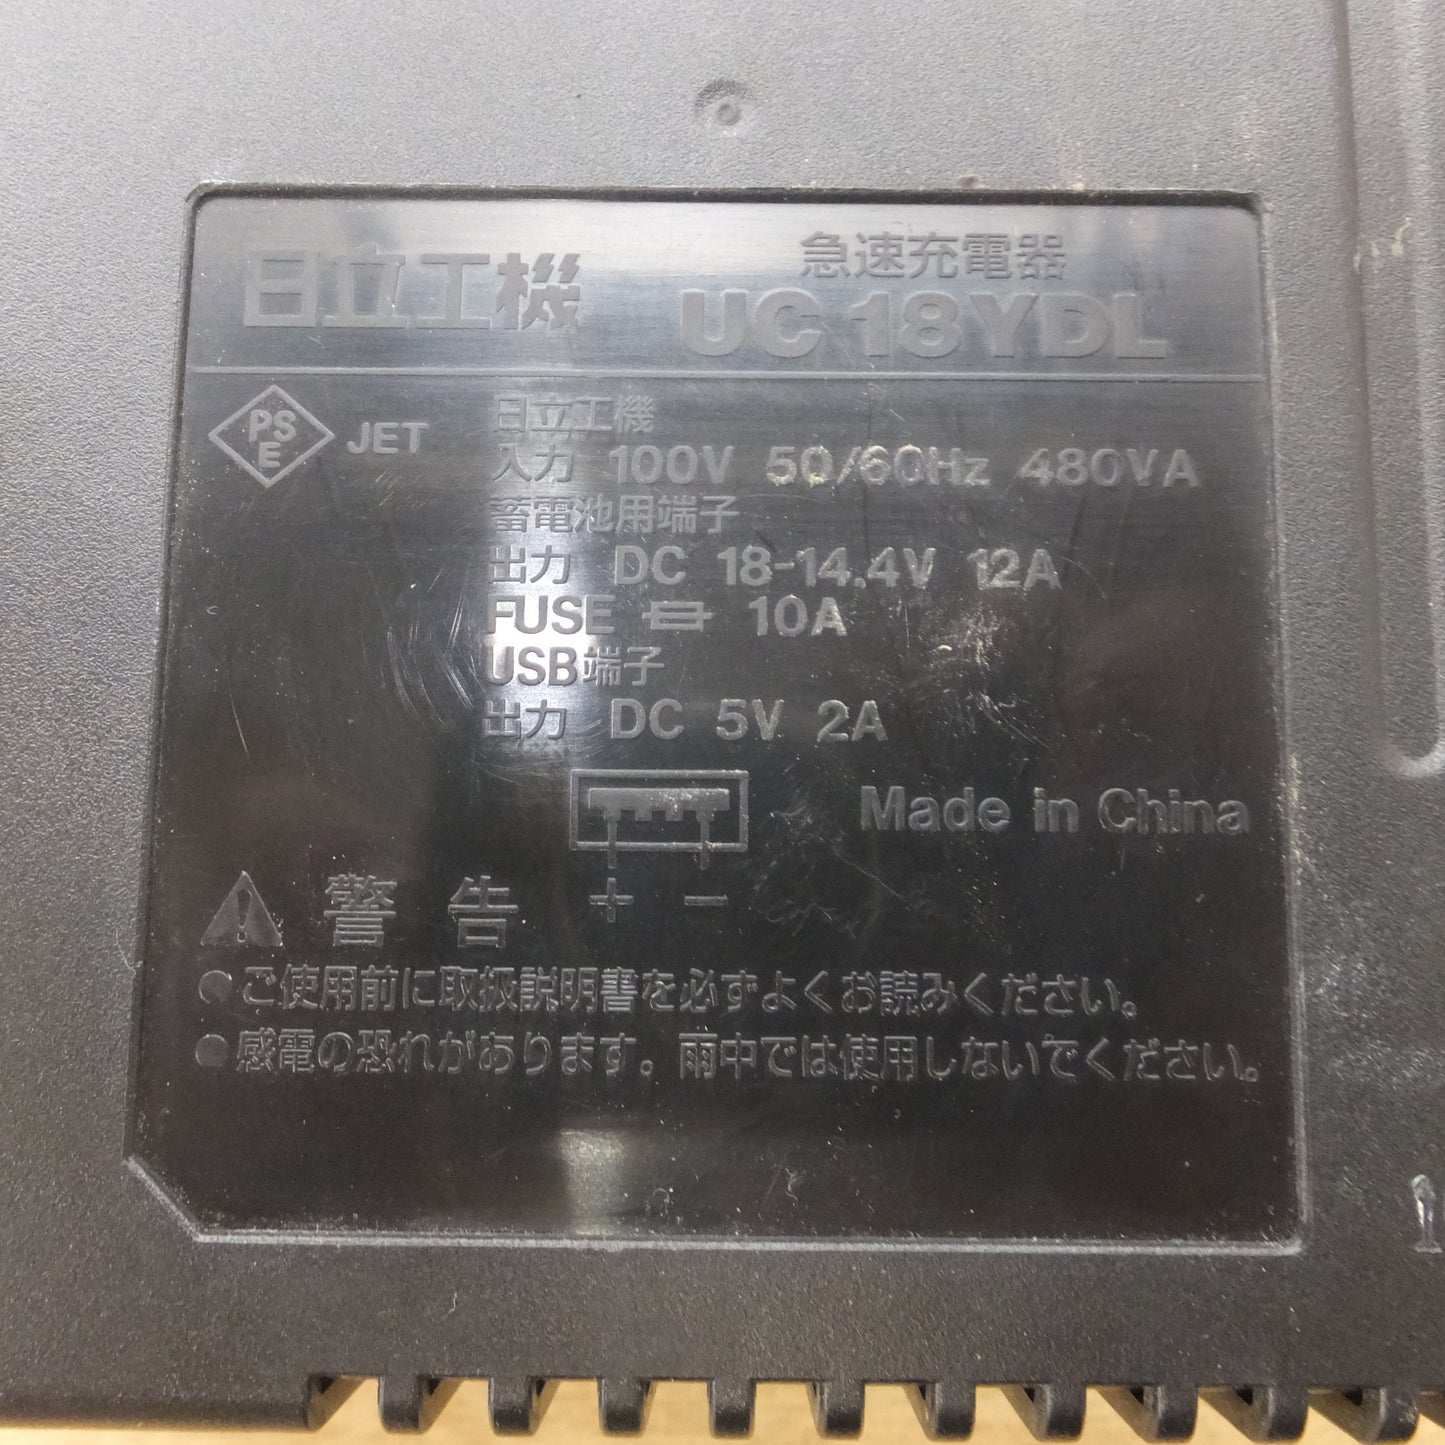 日立工機
急速充電器
UC 18YDL
PSE JET
日立工機
入力 100V 50/60Hz 480VA
蓄電池用端子
出力 DC 18-14.4V 12A
FUSE 10A
USB端子
出力 DC 5V 2A
Made in China
+ −
警告
●ご使用前に取扱説明書を必ずよくお読みください。
●感電の恐れがあります。雨中では使用しないでください。